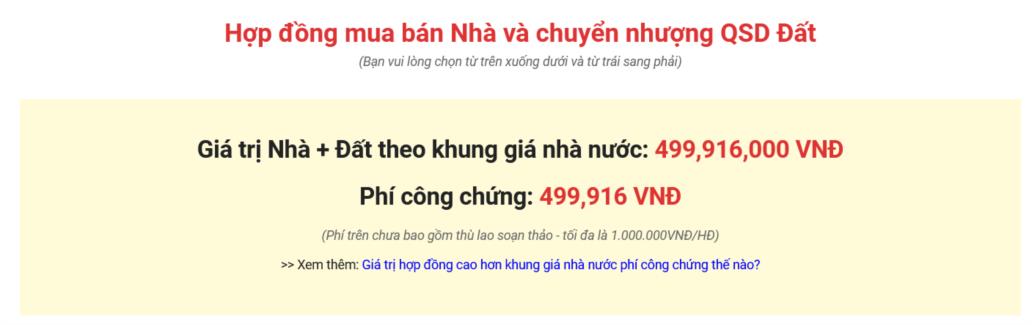 Hợp đồng mua bán Nhà và chuyển nhượng QSD Đất
(Bạn vui lòng chọn từ trên xuống dưới và từ trái sang phải)
Giá trị Nhà + Đất theo khung giá nhà nước: 499,916,000 VNĐ
Phí công chứng: 499,916 VNĐ
(Phí trên chưa bao gồm thù lao soạn thảo - tối đa là 1.000.000VNĐ/HĐ)
>> Xem thêm: Giá trị hợp đồng cao hơn khung giá nhà nước phí công chứng thế nào?